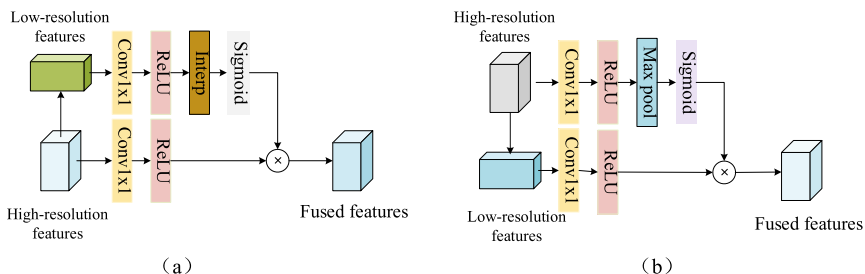 Low-resolution
features
Conv1x1
ReLU
Interp
Sigmoid
Conv1x1
ReLU
×
High-resolution
features
Fused features
(a)
High-resolution
features
Conv1x1
ReLU
Max pool
Sigmoid
Conv1x1
ReLU
×
Low-resolution
features
Fused features
(b)